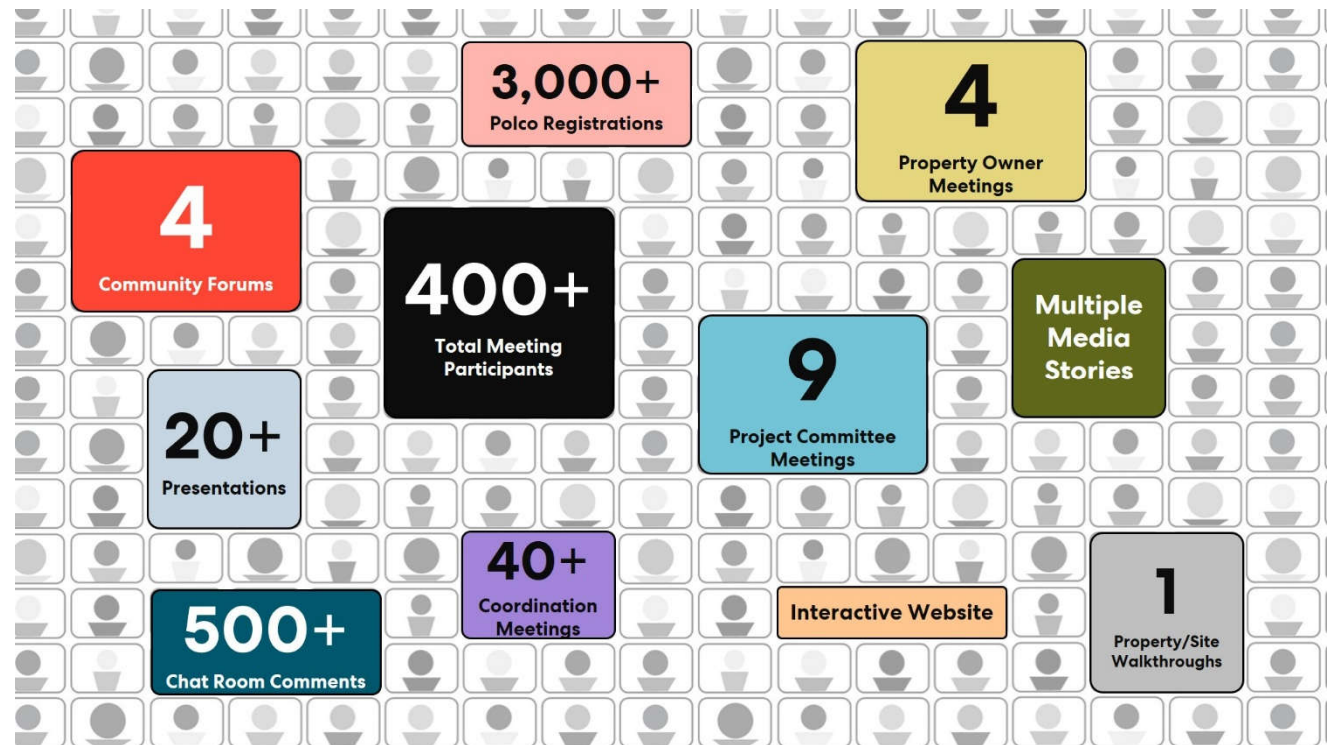 3,000+
Polco Registrations
4
Property Owner
Meetings
4
Community Forums
400+
Total Meeting
Participants
Multiple
Media
Stories
9
Project Committee
Meetings
20+
Presentations
40+
Coordination
Meetings
1
Property/Site
Walkthroughs
500+
Chat Room Comments
Interactive Website